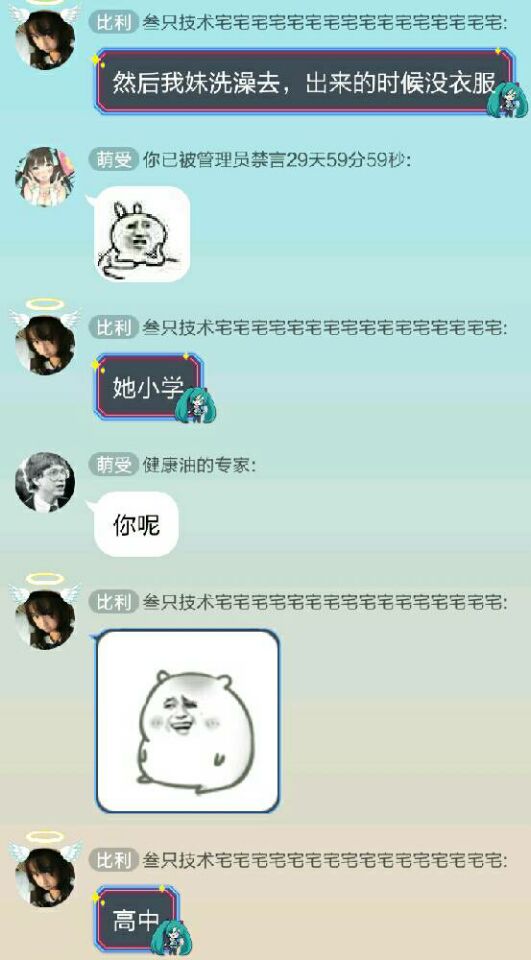 比利 叁只技术宅宅宅宅宅宅宅宅宅宅宅宅宅宅宅宅:
然后我妹洗澡去，出来的时候没衣服
萌受 你已被管理员禁言29天59分59秒:
比利 叁只技术宅宅宅宅宅宅宅宅宅宅宅宅宅宅宅宅:
她小学
萌受 健康油的专家:
你呢
比利 叁只技术宅宅宅宅宅宅宅宅宅宅宅宅宅宅宅宅:
比利 叁只技术宅宅宅宅宅宅宅宅宅宅宅宅宅宅宅宅:
高中